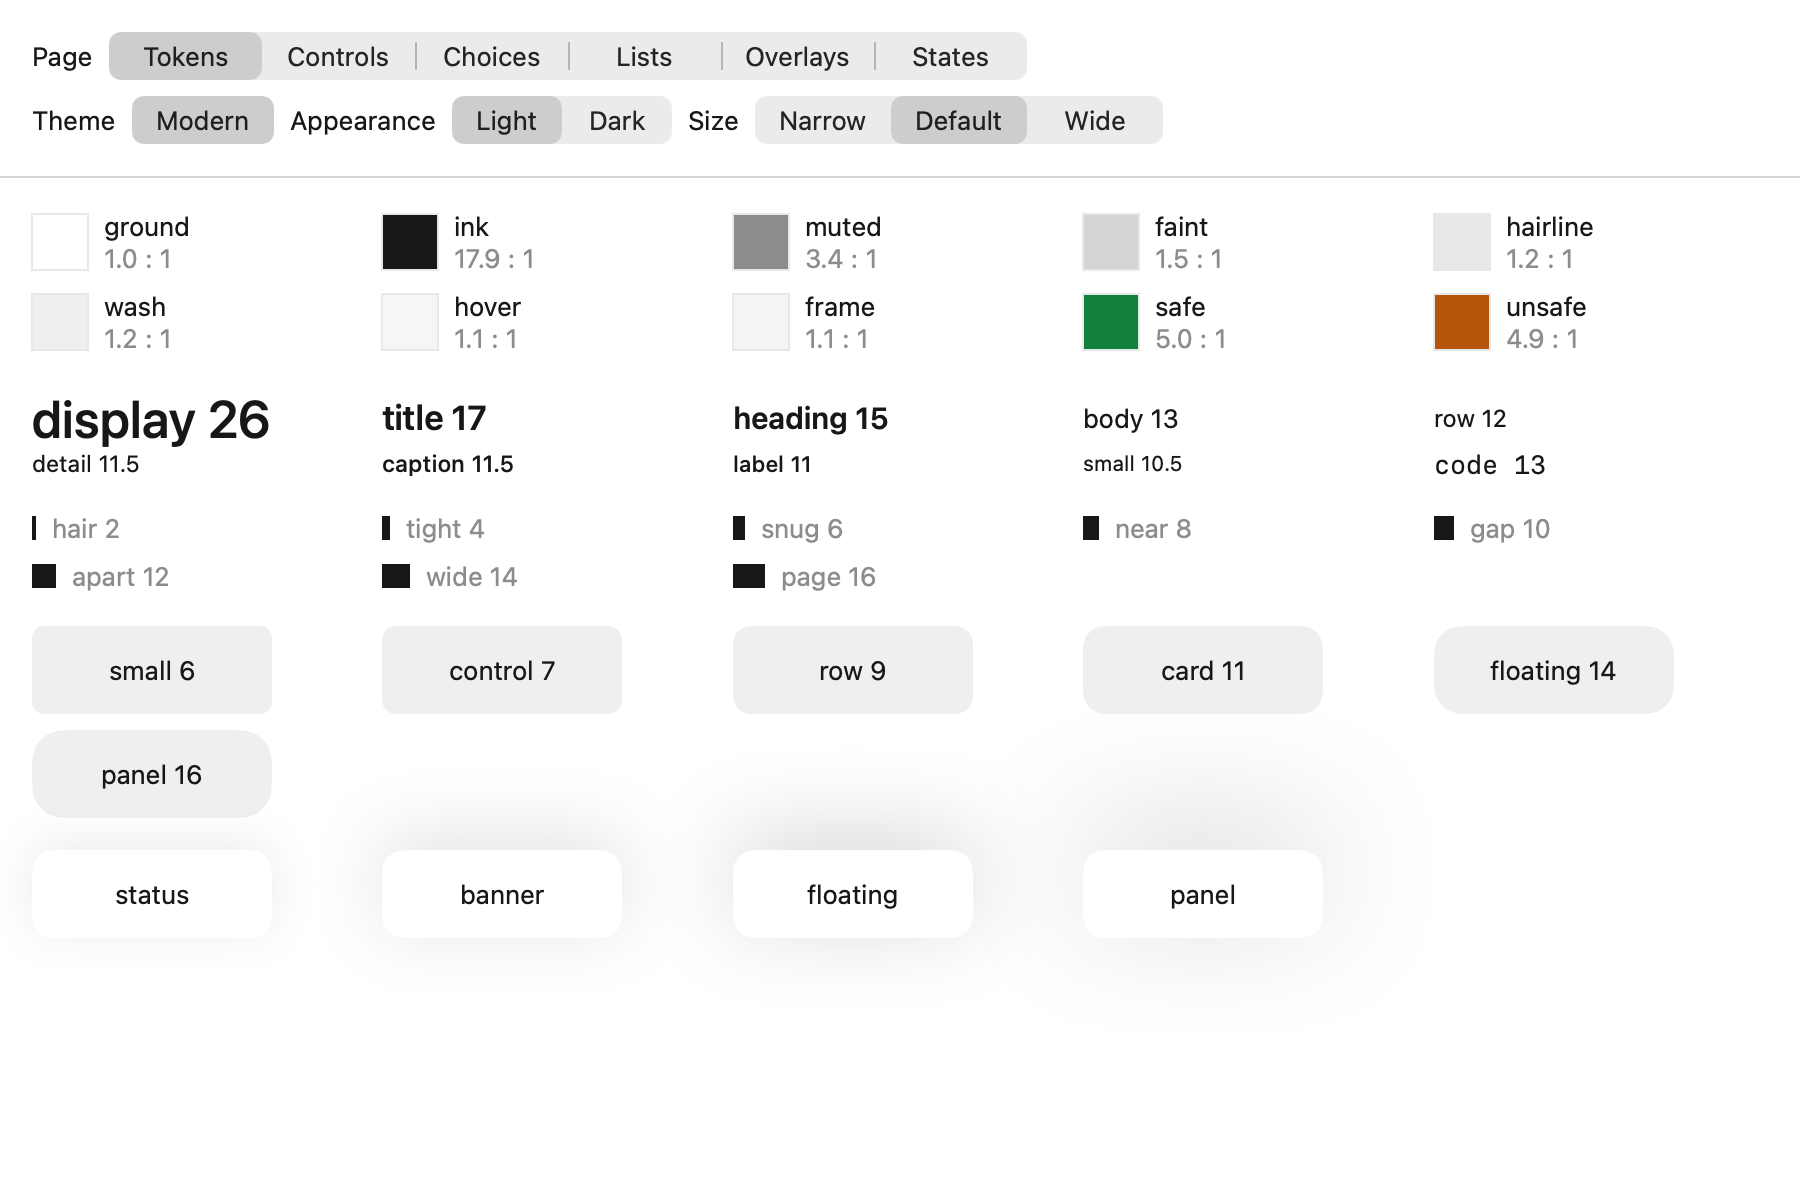 Page Tokens Controls Choices Lists Overlays States
Theme Modern Appearance Light Dark Size Narrow Default Wide
ground ink muted faint hairline
1.0 : 1 17.9 : 1 3.4 : 1 1.5 : 1 1.2 : 1
wash hover frame safe unsafe
1.2 : 1 1.1 : 1 1.1 : 1 5.0 : 1 4.9 : 1
display 26 title 17 heading 15 body 13 row 12
detail 11.5 caption 11.5 label 11 small 10.5 code 13
hair 2 tight 4 snug 6 near 8 gap 10
apart 12 wide 14 page 16
small 6 control 7 row 9 card 11 floating 14
panel 16
status banner floating panel